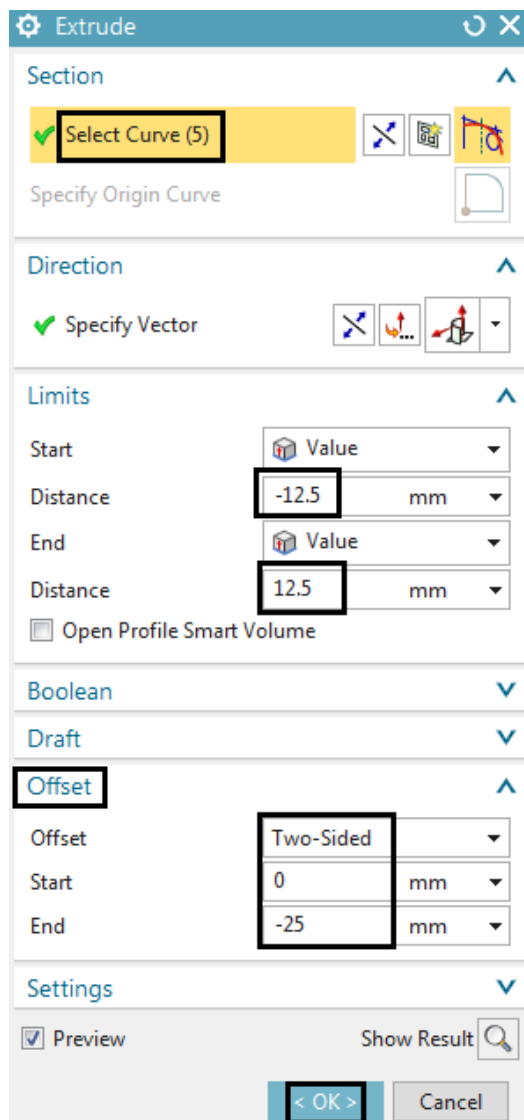 Extrude
Section
Select Curve (5)
Specify Origin Curve
Direction
Specify Vector
Limits
Start Value
Distance -12.5 mm
End Value
Distance 12.5 mm
Open Profile Smart Volume
Boolean
Draft
Offset
Offset Two-Sided
Start 0 mm
End -25 mm
Settings
Preview Show Result
< OK > Cancel